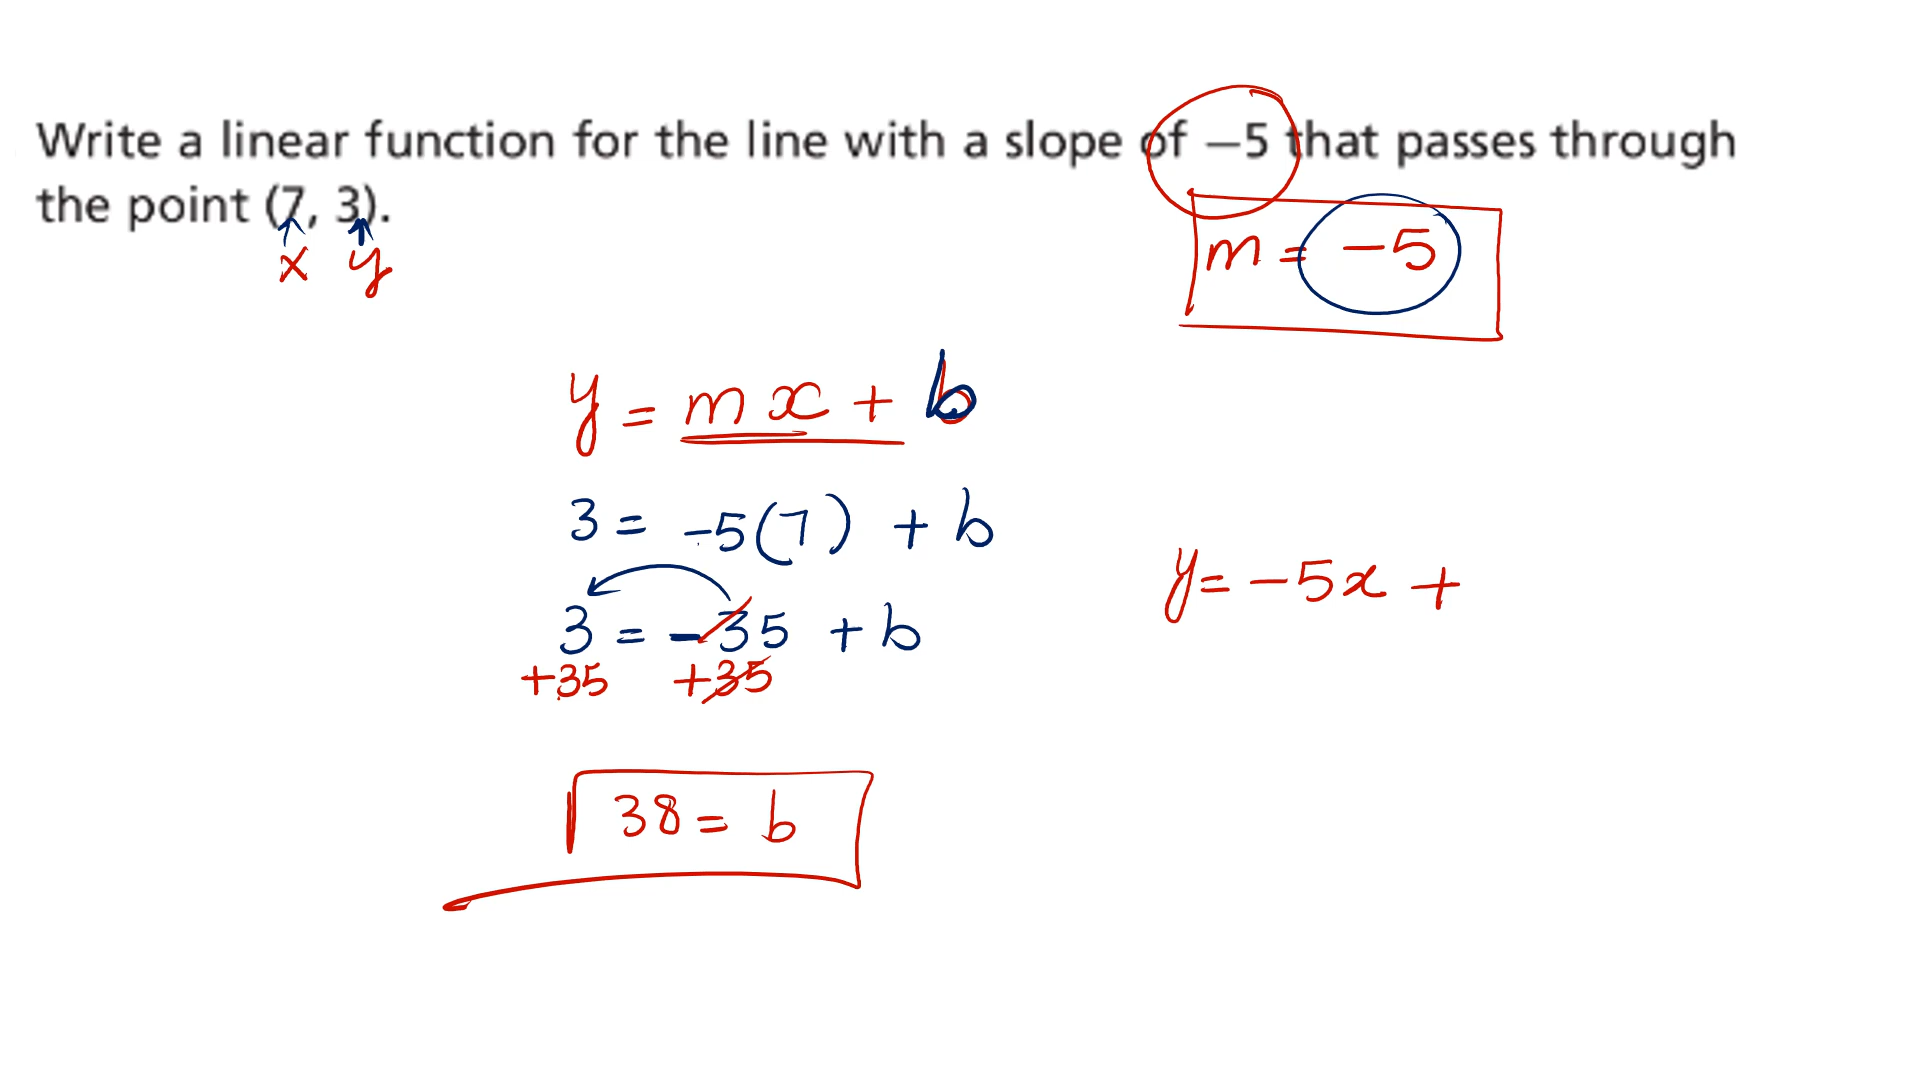 Write a linear function for the line with a slope of −5 that passes through
the point (7, 3).
x y
m = −5
y = mx + b
3 = -5(7) + b
y = -5x +
3 = -35 + b
+35 +35
38 = b